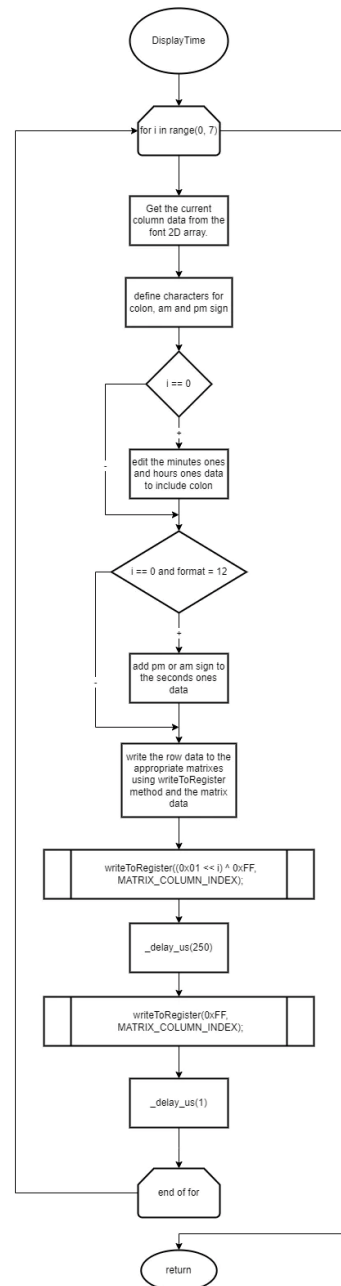 DisplayTime
for i in range(0, 7)
Get the current
column data from the
font 2D array.
define characters for
colon, am and pm sign
i == 0
+
-
edit the minutes ones
and hours ones data
to include colon
i == 0 and format = 12
+
-
add pm or am sign to
the seconds ones
data
write the row data to the
appropriate matrixes
using writeToRegister
method and the matrix
data
writeToRegister((0x01 << i) ^ 0xFF,
MATRIX_COLUMN_INDEX);
_delay_us(250)
writeToRegister(0xFF,
MATRIX_COLUMN_INDEX);
_delay_us(1)
end of for
return